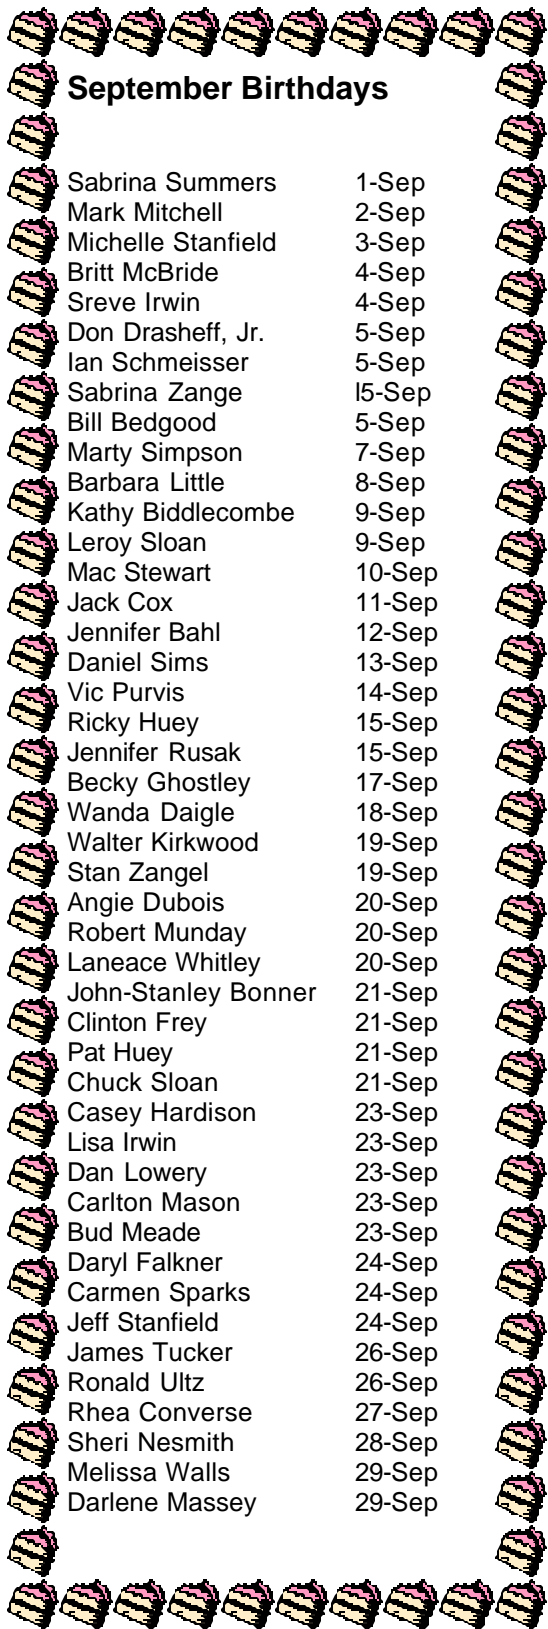 September Birthdays
Sabrina Summers 1-Sep
Mark Mitchell 2-Sep
Michelle Stanfield 3-Sep
Britt McBride 4-Sep
Sreve Irwin 4-Sep
Don Drasheff, Jr. 5-Sep
Ian Schmeisser 5-Sep
Sabrina Zange l5-Sep
Bill Bedgood 5-Sep
Marty Simpson 7-Sep
Barbara Little 8-Sep
Kathy Biddlecombe 9-Sep
Leroy Sloan 9-Sep
Mac Stewart 10-Sep
Jack Cox 11-Sep
Jennifer Bahl 12-Sep
Daniel Sims 13-Sep
Vic Purvis 14-Sep
Ricky Huey 15-Sep
Jennifer Rusak 15-Sep
Becky Ghostley 17-Sep
Wanda Daigle 18-Sep
Walter Kirkwood 19-Sep
Stan Zangel 19-Sep
Angie Dubois 20-Sep
Robert Munday 20-Sep
Laneace Whitley 20-Sep
John-Stanley Bonner 21-Sep
Clinton Frey 21-Sep
Pat Huey 21-Sep
Chuck Sloan 21-Sep
Casey Hardison 23-Sep
Lisa Irwin 23-Sep
Dan Lowery 23-Sep
Carlton Mason 23-Sep
Bud Meade 23-Sep
Daryl Falkner 24-Sep
Carmen Sparks 24-Sep
Jeff Stanfield 24-Sep
James Tucker 26-Sep
Ronald Ultz 26-Sep
Rhea Converse 27-Sep
Sheri Nesmith 28-Sep
Melissa Walls 29-Sep
Darlene Massey 29-Sep